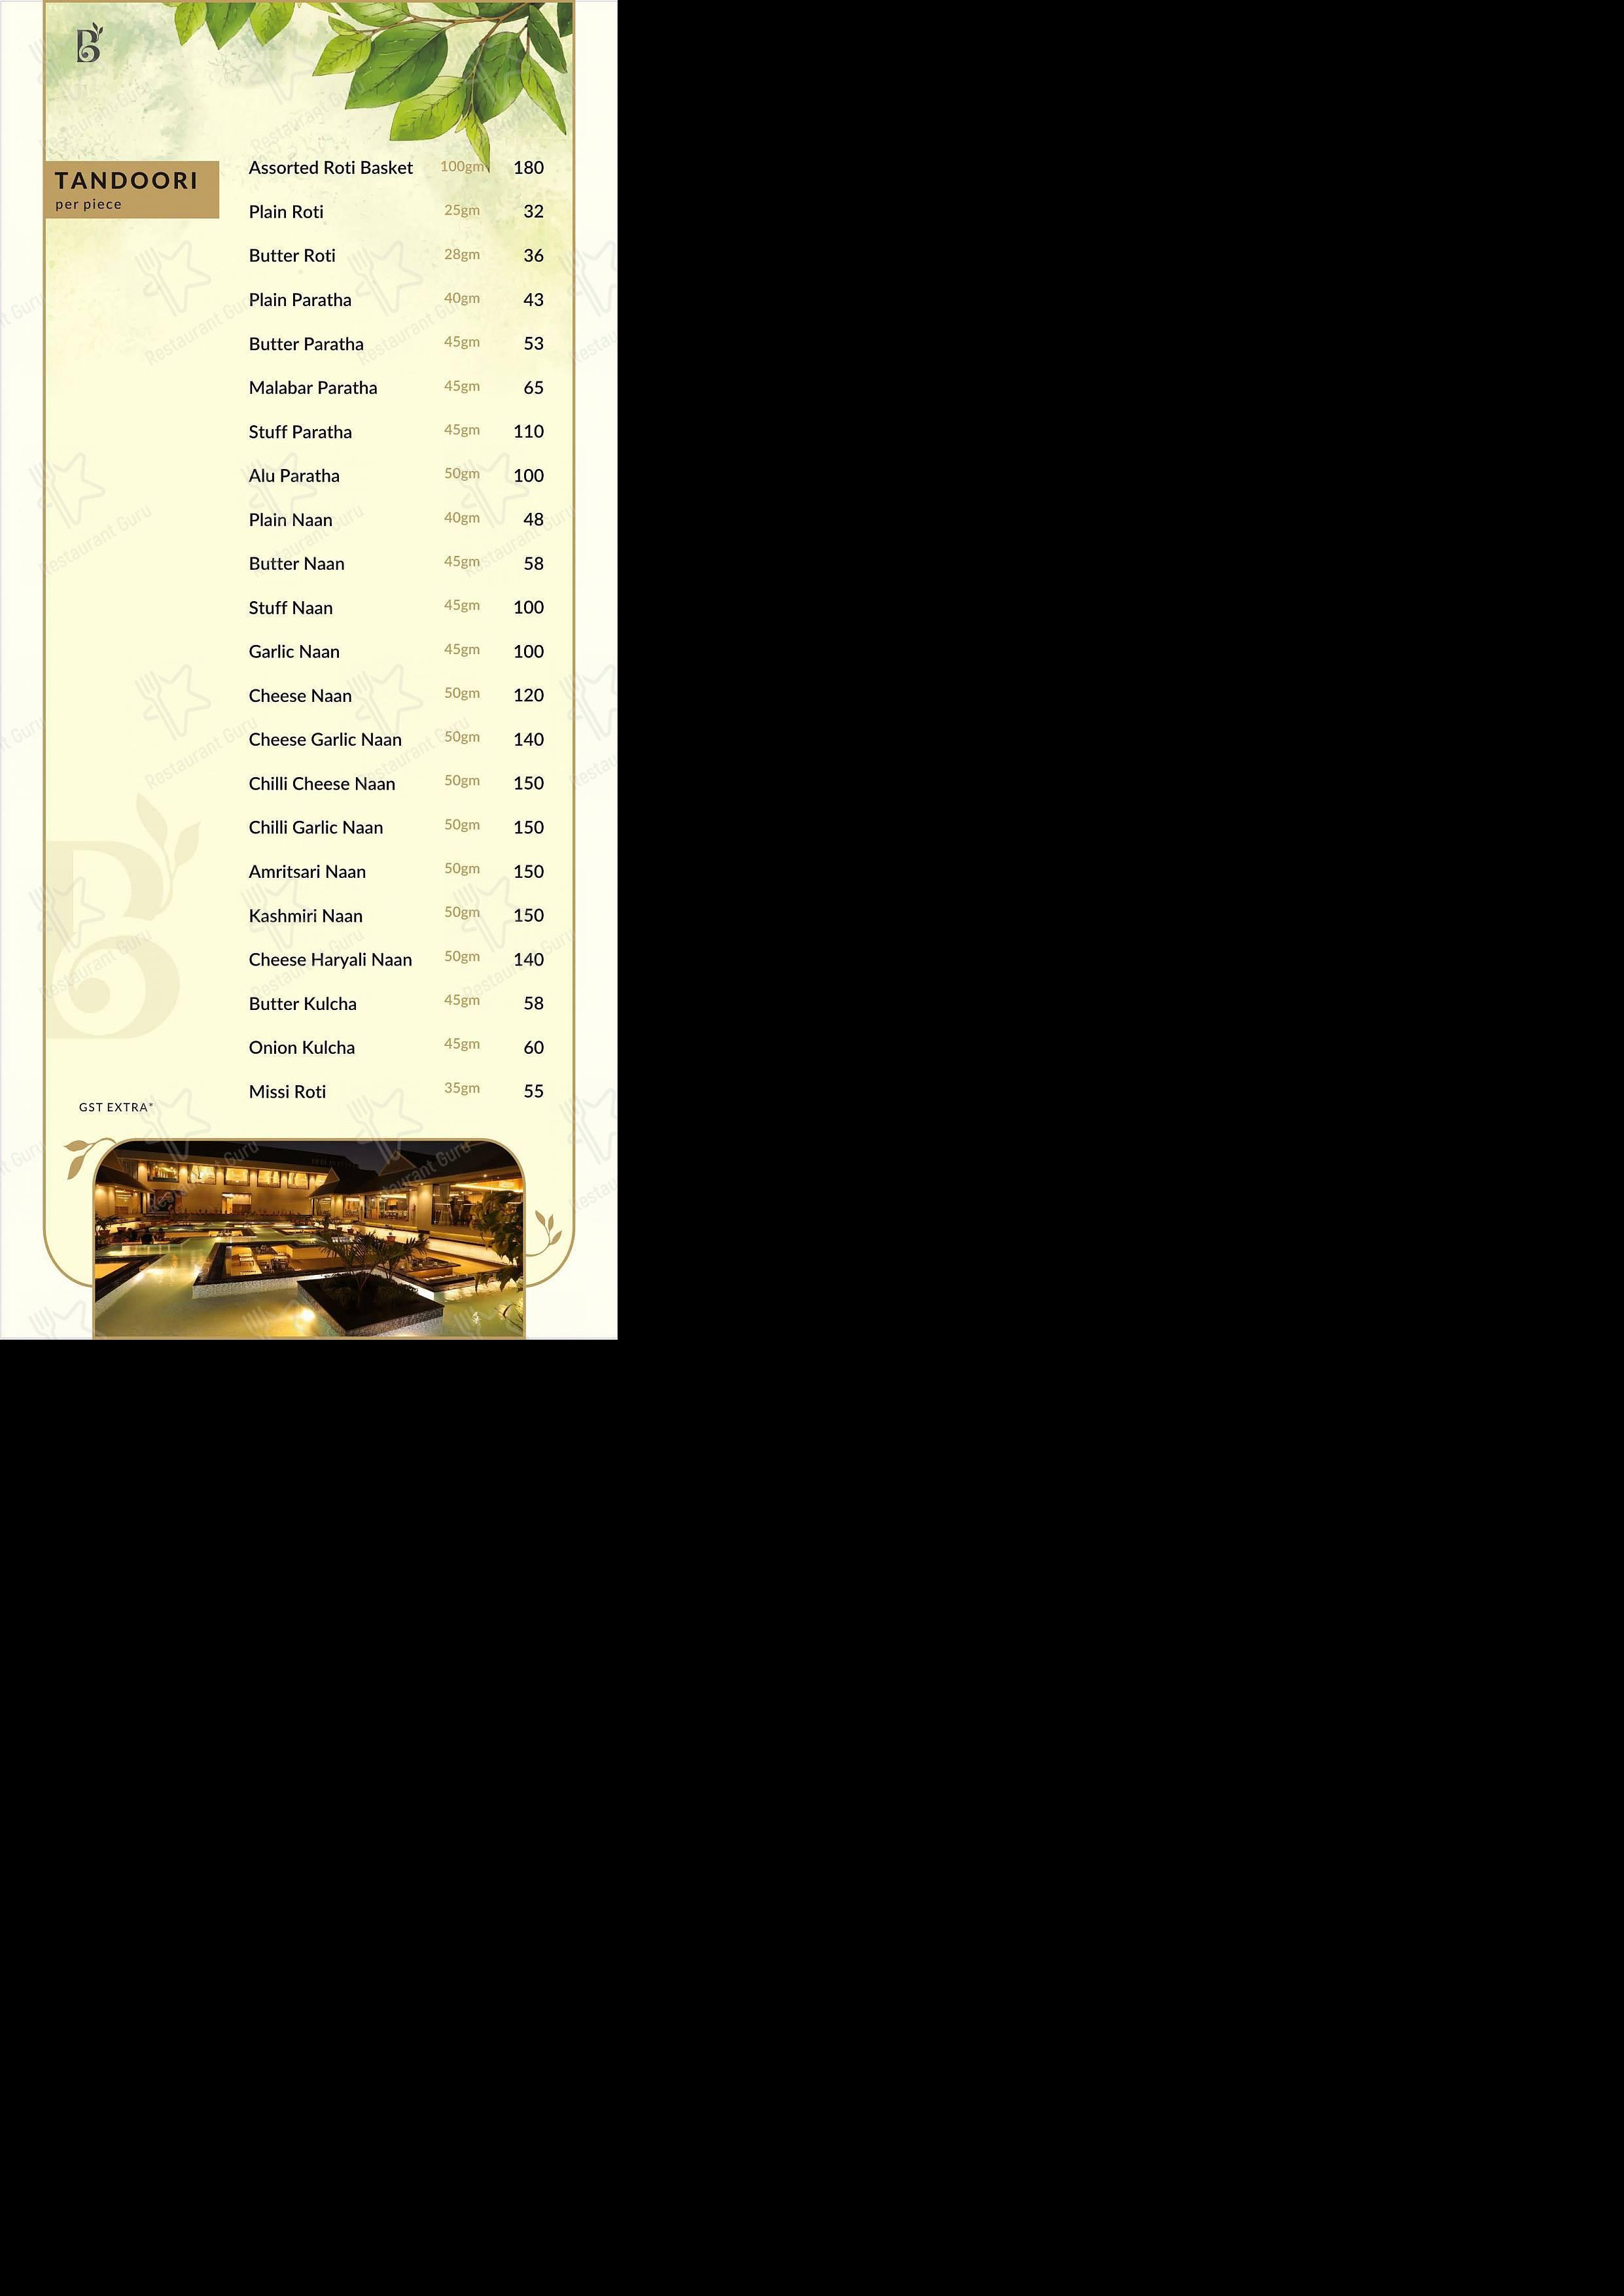 TANDOORI
per piece
Assorted Roti Basket 100gm 180
Plain Roti 25gm 32
Butter Roti 28gm 36
Plain Paratha 40gm 43
Butter Paratha 45gm 53
Malabar Paratha 45gm 65
Stuff Paratha 45gm 110
Alu Paratha 50gm 100
Plain Naan 40gm 48
Butter Naan 45gm 58
Stuff Naan 45gm 100
Garlic Naan 45gm 100
Cheese Naan 50gm 120
Cheese Garlic Naan 50gm 140
Chilli Cheese Naan 50gm 150
Chilli Garlic Naan 50gm 150
Amritsari Naan 50gm 150
Kashmiri Naan 50gm 150
Cheese Haryali Naan 50gm 140
Butter Kulcha 45gm 58
Onion Kulcha 45gm 60
Missi Roti 35gm 55
GST EXTRA*
Restaurant Guru